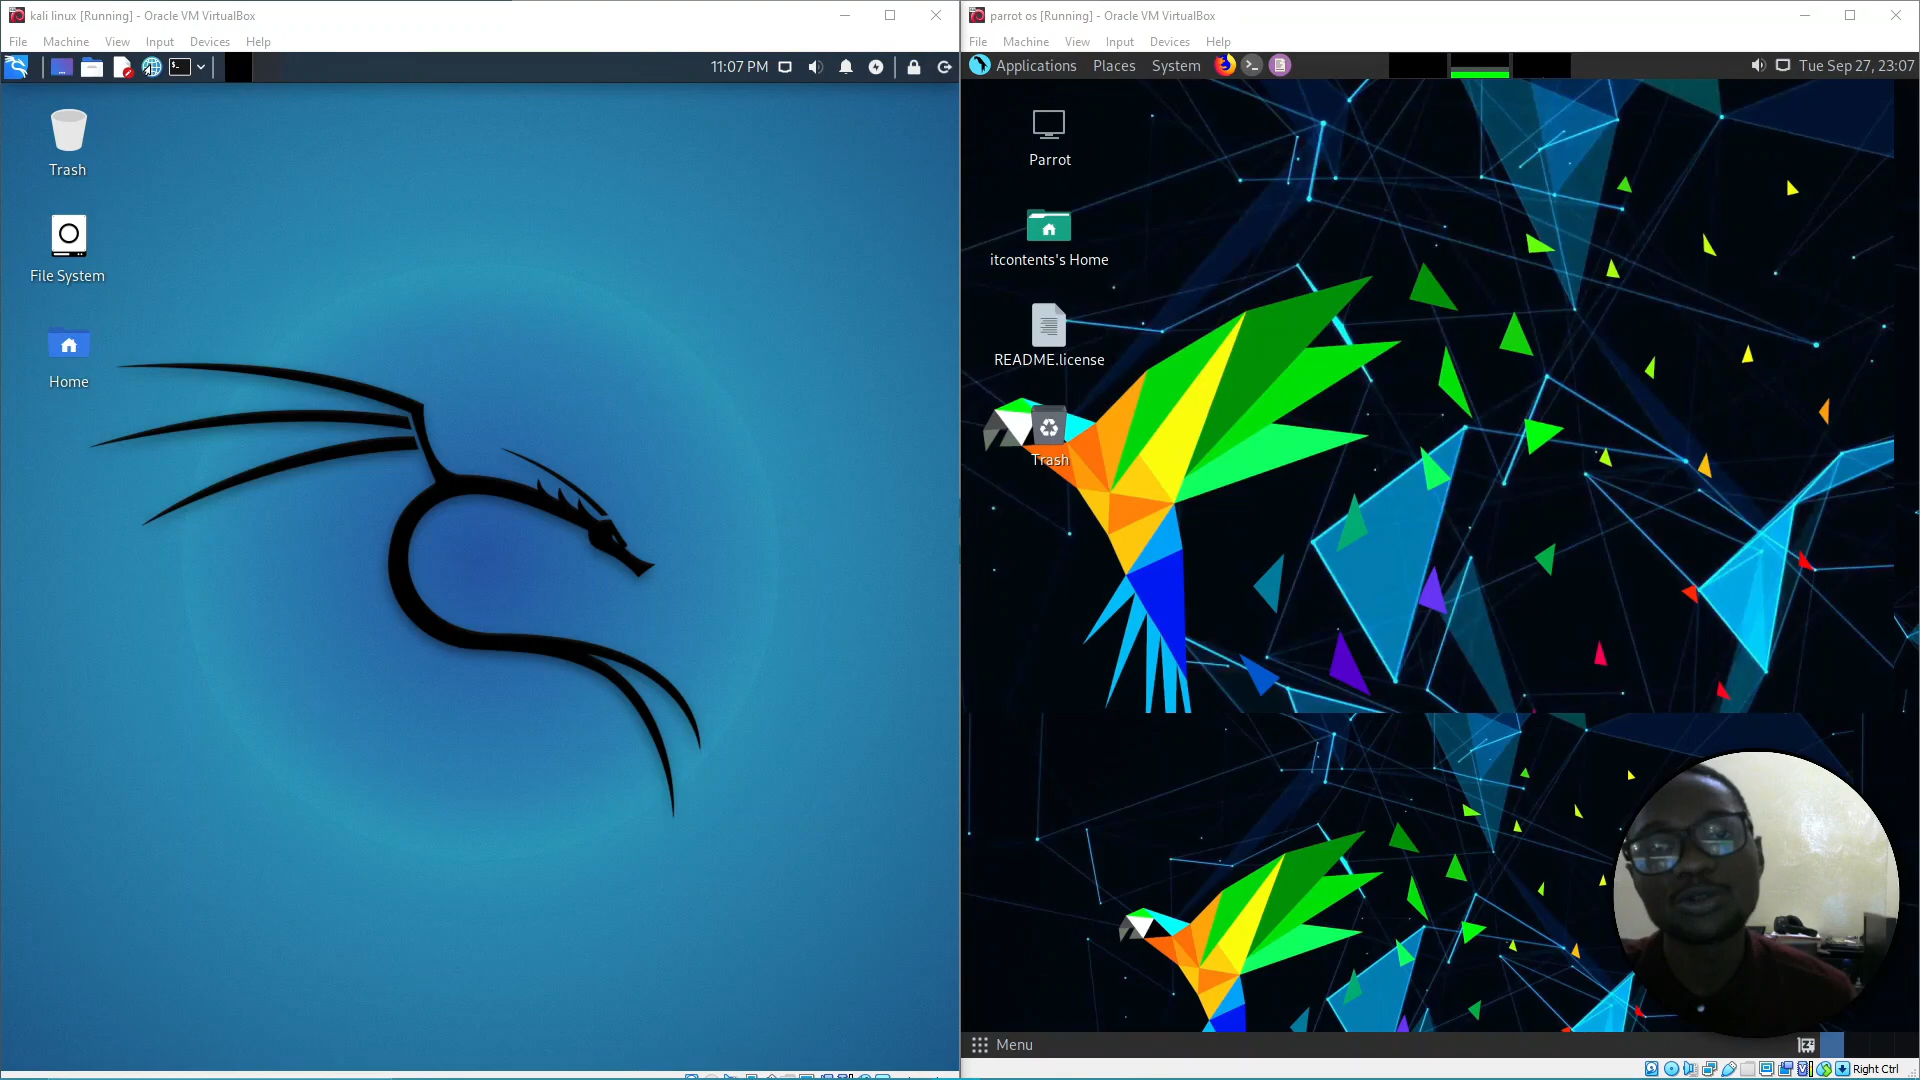 kali linux [Running] - Oracle VM VirtualBox
File Machine View Input Devices Help
11:07 PM
Trash
File System
Home
parrot os [Running] - Oracle VM VirtualBox
File Machine View Input Devices Help
Applications Places System
Tue Sep 27, 23:07
Parrot
itcontents's Home
README.license
Trash
Menu
Right Ctrl